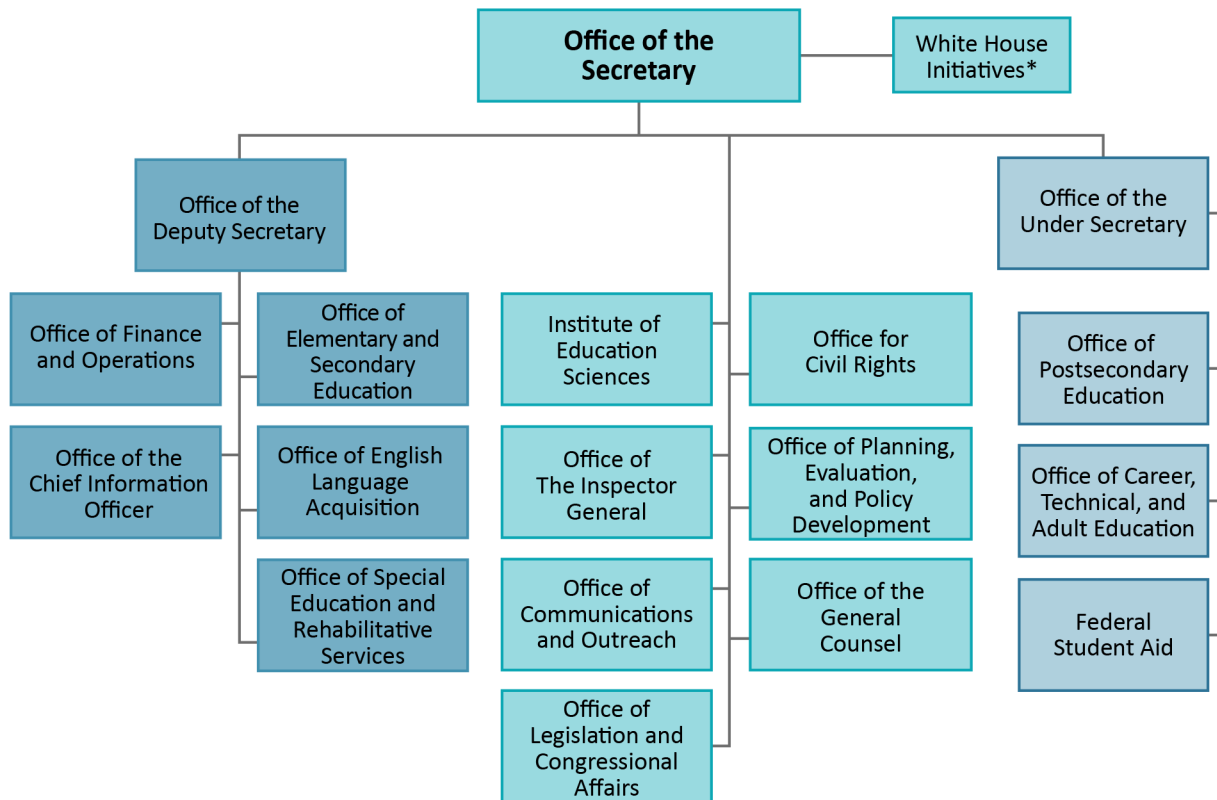 Office of the
Secretary
White House
Initiatives*
Office of the
Deputy Secretary
Office of the
Under Secretary
Office of Finance
and Operations
Office of
Elementary and
Secondary
Education
Institute of
Education
Sciences
Office for
Civil Rights
Office of
Postsecondary
Education
Office of the
Chief Information
Officer
Office of English
Language
Acquisition
Office of
The Inspector
General
Office of Planning,
Evaluation,
and Policy
Development
Office of Career,
Technical, and
Adult Education
Office of Special
Education and
Rehabilitative
Services
Office of
Communications
and Outreach
Office of the
General
Counsel
Federal
Student Aid
Office of
Legislation and
Congressional
Affairs